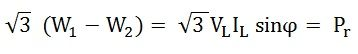 √3 (W₁ − W₂) = √3 V_L I_L sinφ = P_r